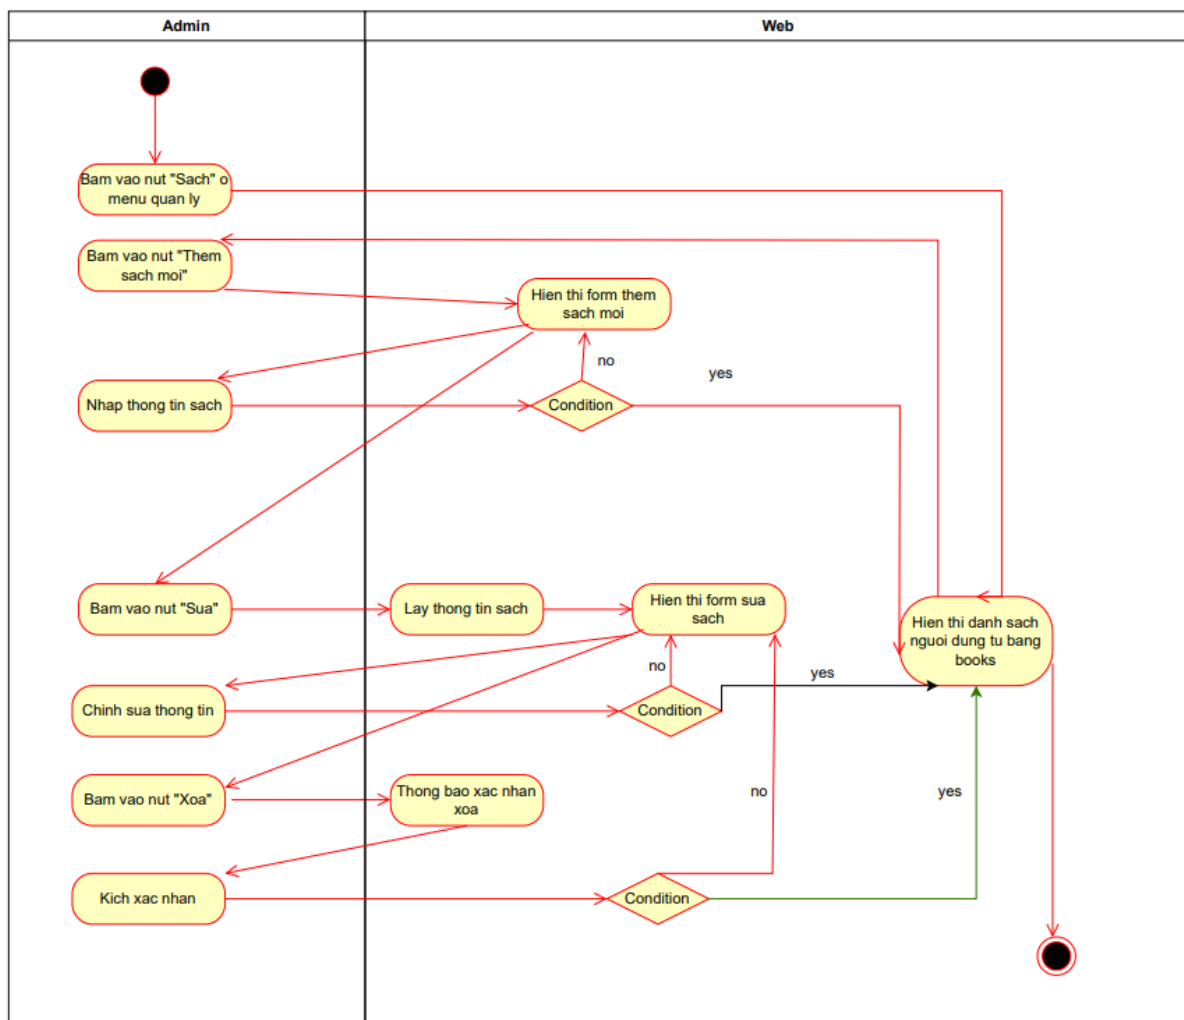 Admin
Web
Bam vao nut "Sach" o
menu quan ly
Bam vao nut "Them
sach moi"
Hien thi form them
sach moi
no
yes
Nhap thong tin sach
Condition
Bam vao nut "Sua"
Lay thong tin sach
Hien thi form sua
sach
Hien thi danh sach
nguoi dung tu bang
books
no
yes
Chinh sua thong tin
Condition
Bam vao nut "Xoa"
Thong bao xac nhan
xoa
no
yes
Kich xac nhan
Condition